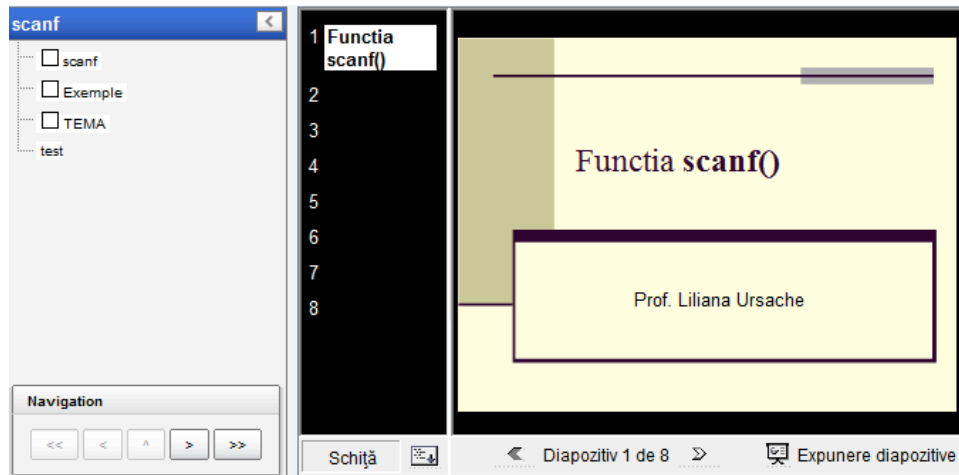 scanf
scanf
Exemple
TEMA
test
Navigation
<< < ^ > >>
1 Functia
scanf()
2
3
4
5
6
7
8
Functia scanf()
Prof. Liliana Ursache
Schiţă
Diapozitiv 1 de 8
Expunere diapozitive